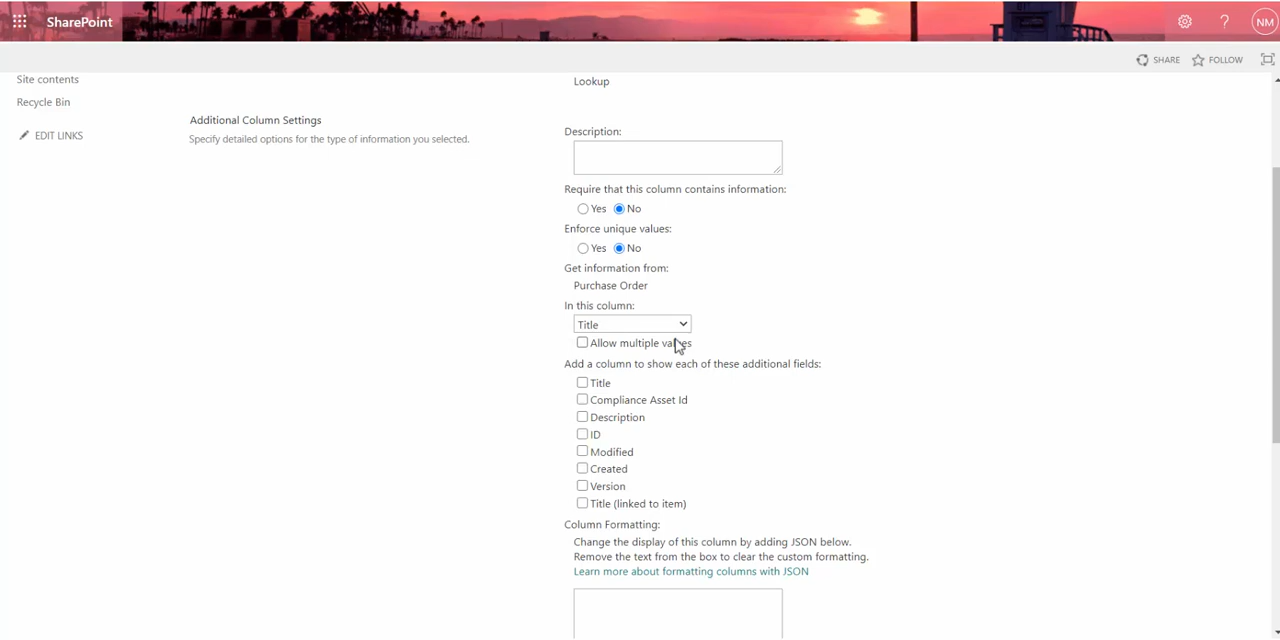 SharePoint
?
NM
SHARE
FOLLOW
Site contents
Recycle Bin
EDIT LINKS
Additional Column Settings
Specify detailed options for the type of information you selected.
Lookup
Description:
Require that this column contains information:
Yes No
Enforce unique values:
Yes No
Get information from:
Purchase Order
In this column:
Title
Allow multiple values
Add a column to show each of these additional fields:
Title
Compliance Asset Id
Description
ID
Modified
Created
Version
Title (linked to item)
Column Formatting:
Change the display of this column by adding JSON below.
Remove the text from the box to clear the custom formatting.
Learn more about formatting columns with JSON